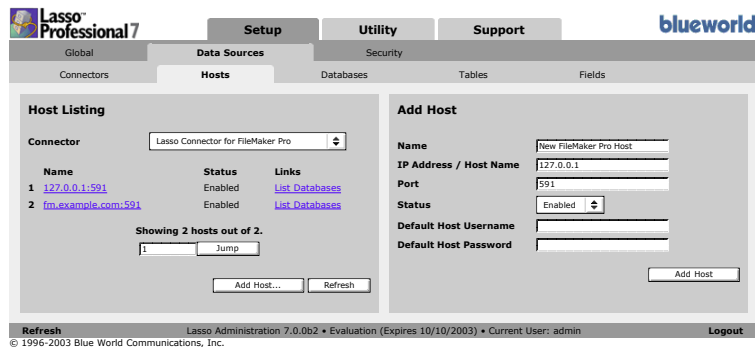 Lasso™
Professional 7
Setup Utility Support
blueworld
Global Data Sources Security
Connectors Hosts Databases Tables Fields
Host Listing
Connector Lasso Connector for FileMaker Pro
Name Status Links
1 127.0.0.1:591 Enabled List Databases
2 fm.example.com:591 Enabled List Databases
Showing 2 hosts out of 2.
1 Jump
Add Host... Refresh
Add Host
Name New FileMaker Pro Host
IP Address / Host Name 127.0.0.1
Port 591
Status Enabled
Default Host Username
Default Host Password
Add Host
Refresh Lasso Administration 7.0.0b2 • Evaluation (Expires 10/10/2003) • Current User: admin Logout
© 1996-2003 Blue World Communications, Inc.